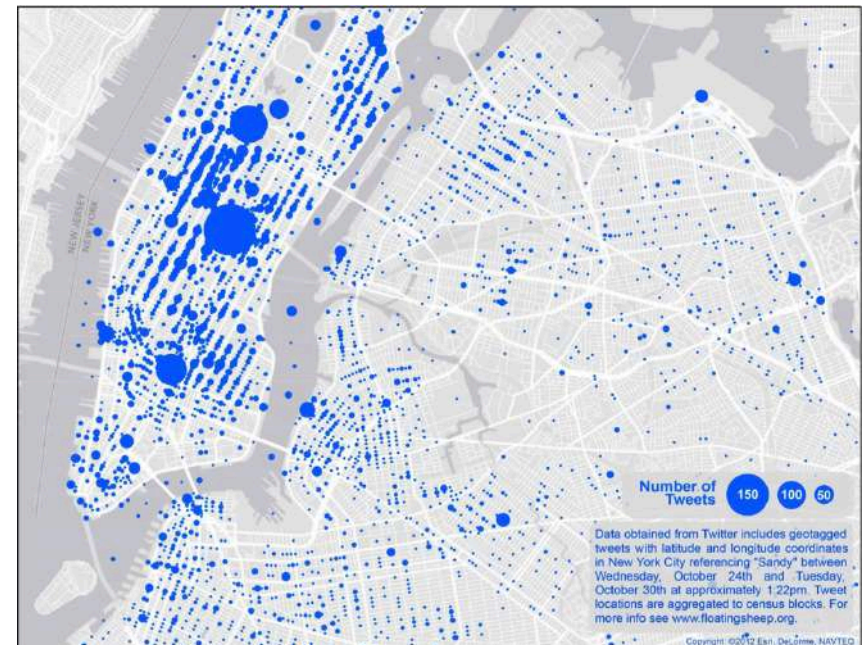 NEW JERSEY
NEW YORK
Number of
Tweets
150
100
50
Data obtained from Twitter includes geotagged
tweets with latitude and longitude coordinates
in New York City referencing "Sandy" between
Wednesday, October 24th and Tuesday,
October 30th at approximately 1:22pm. Tweet
locations are aggregated to census blocks. For
more info see www.floatingsheep.org.
Copyright: ©2012 Esri, DeLorme, NAVTEQ